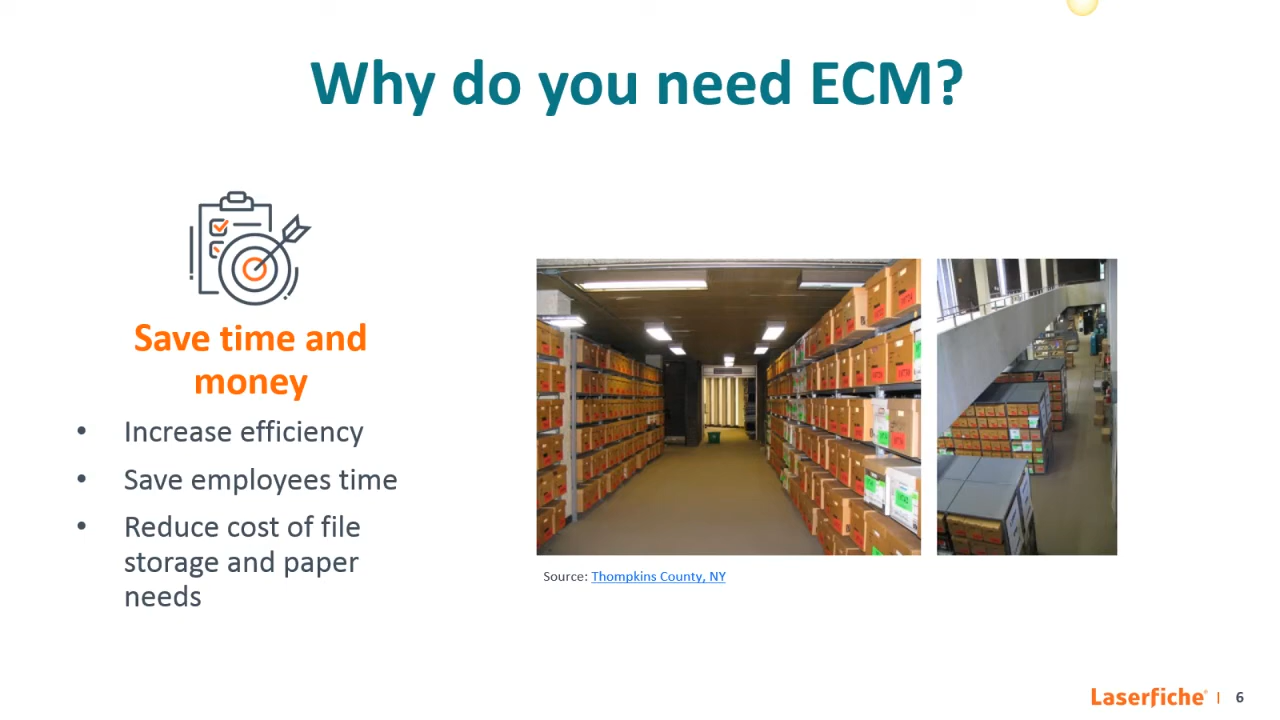 Why do you need ECM?
Save time and
money
• Increase efficiency
• Save employees time
• Reduce cost of file
storage and paper
needs
Source: Thompkins County, NY
Laserfiche® | 6